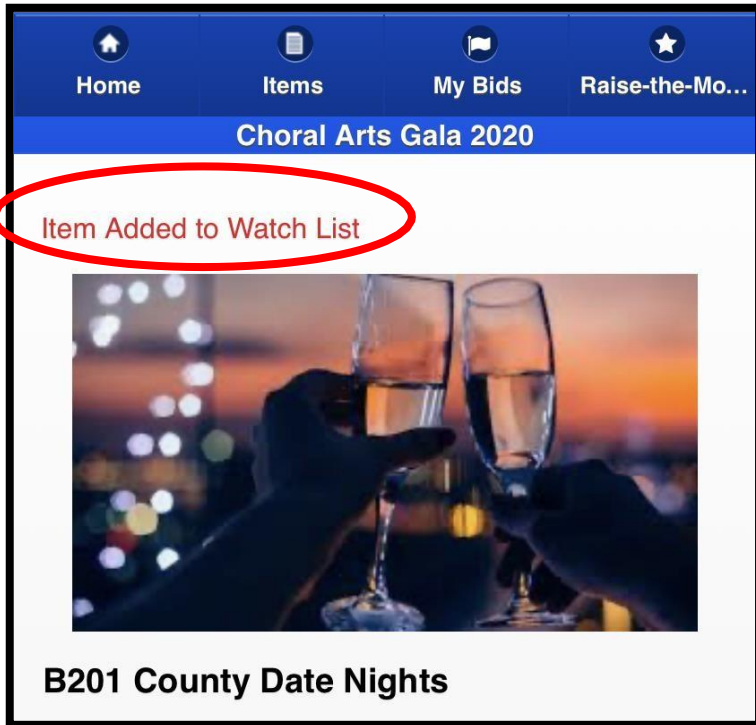 Home Items My Bids Raise-the-Mo...
Choral Arts Gala 2020
Item Added to Watch List
B201 County Date Nights